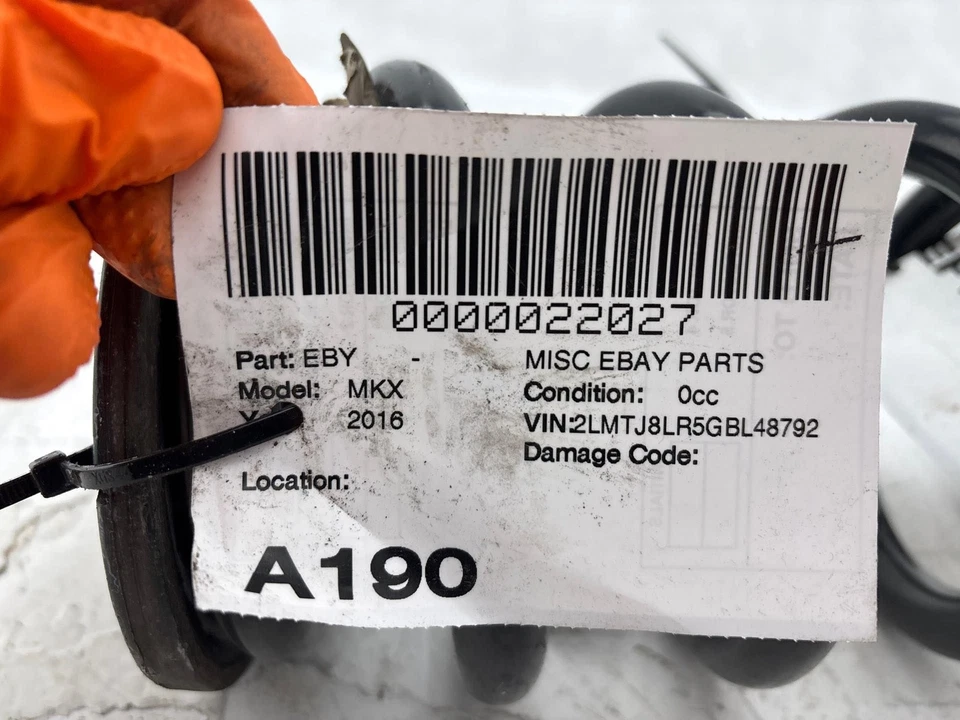 0000022027
Part: EBY - MISC EBAY PARTS
Model: MKX Condition: 0cc
2016 VIN:2LMTJ8LR5GBL48792
Damage Code:
Location:
A190